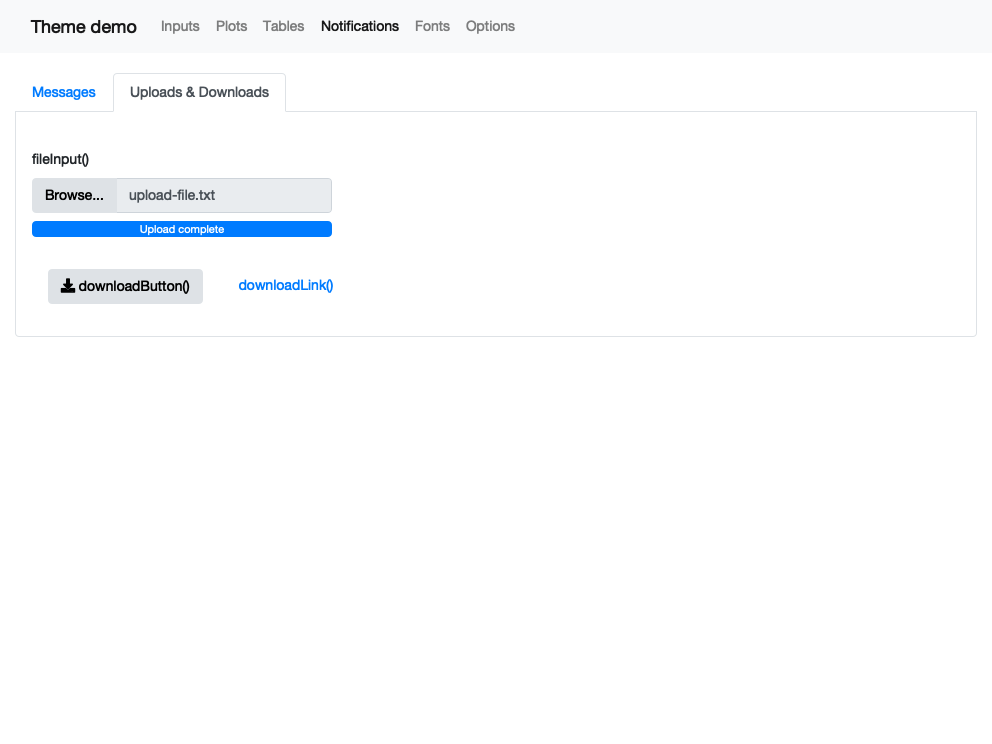 Theme demo Inputs Plots Tables Notifications Fonts Options
Messages Uploads & Downloads
fileInput()
Browse... upload-file.txt
Upload complete
downloadButton() downloadLink()